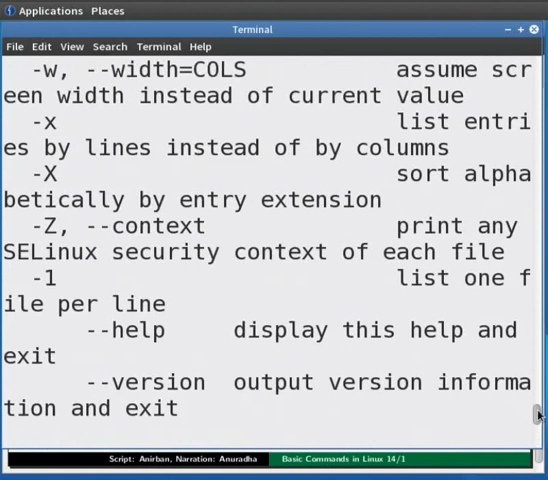 Applications Places
Terminal
File Edit View Search Terminal Help
-w, --width=COLS assume scr
een width instead of current value
-x list entri
es by lines instead of by columns
-X sort alpha
betically by entry extension
-Z, --context print any
SELinux security context of each file
-1 list one f
ile per line
--help display this help and
exit
--version output version informa
tion and exit
Script: Anirban, Narration: Anuradha Basic Commands in Linux 14/1